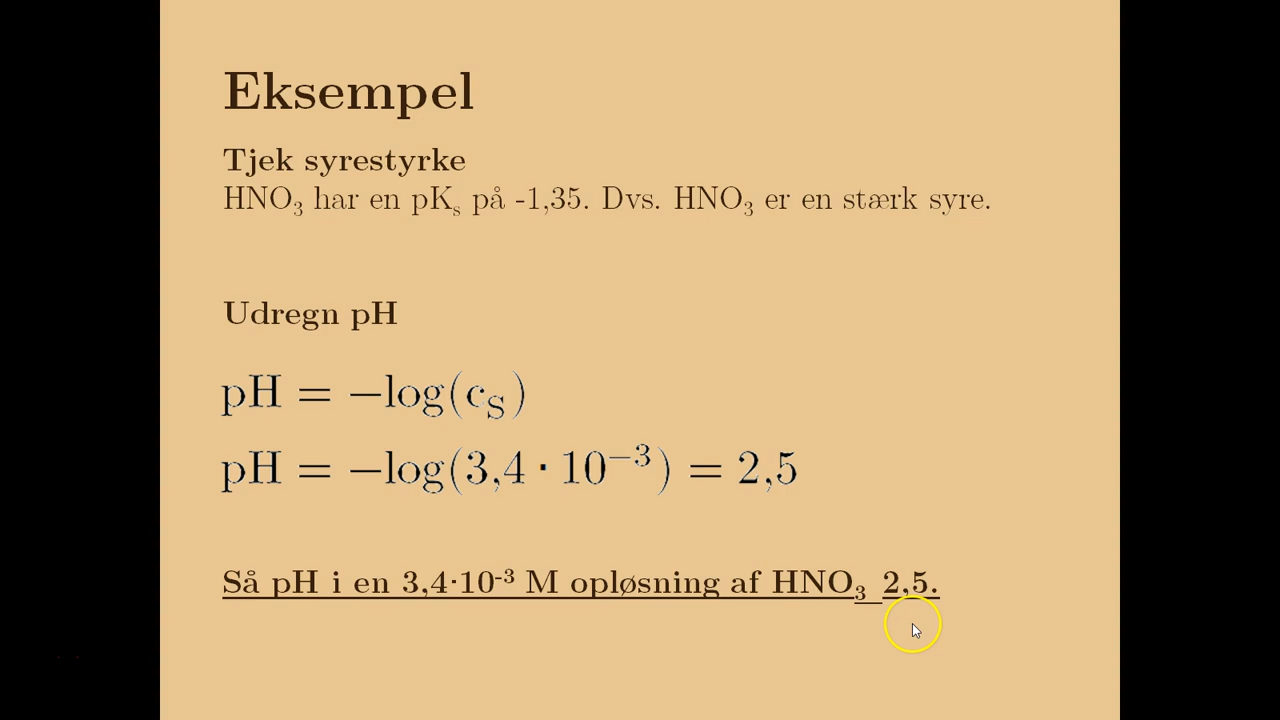 Eksempel
Tjek syrestyrke
HNO₃ har en pKₛ på -1,35. Dvs. HNO₃ er en stærk syre.
Udregn pH
pH = −log(c_S)
pH = −log(3,4 · 10⁻³) = 2,5
Så pH i en 3,4·10⁻³ M opløsning af HNO₃ 2,5.